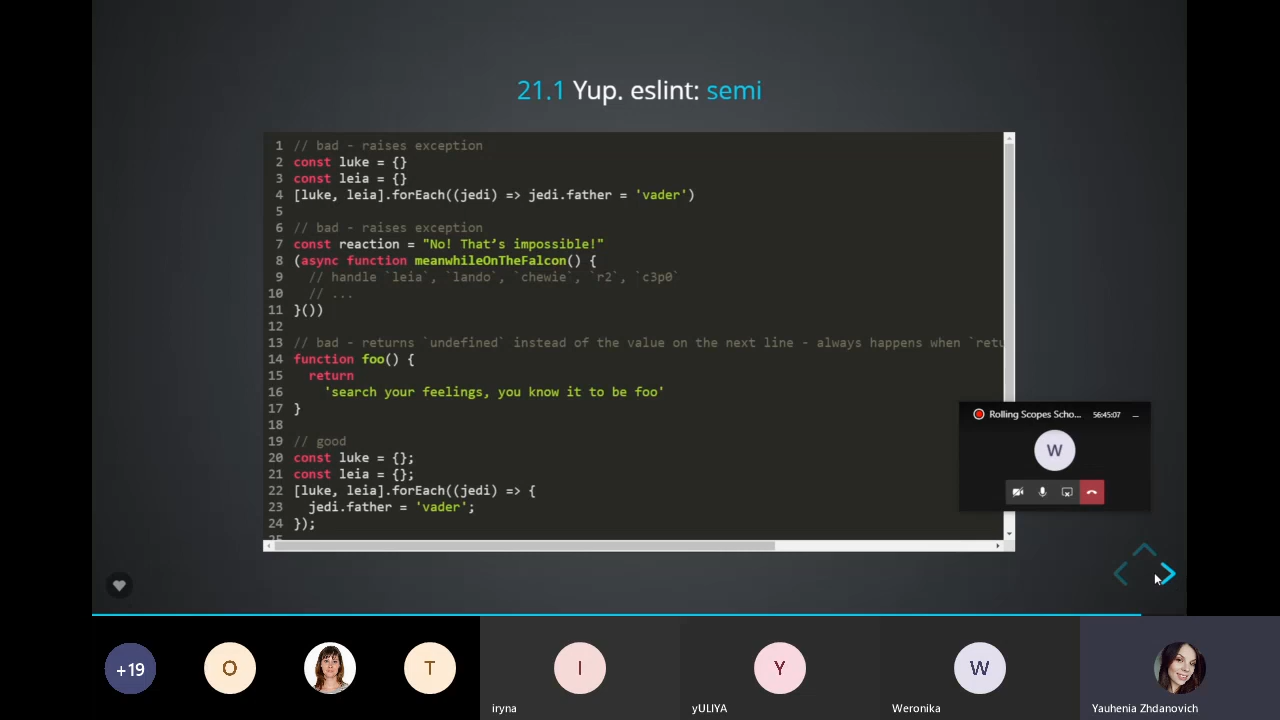 21.1 Yup. eslint: semi
1 // bad - raises exception
2 const luke = {}
3 const leia = {}
4 [luke, leia].forEach((jedi) => jedi.father = 'vader')
5
6 // bad - raises exception
7 const reaction = "No! That’s impossible!"
8 (async function meanwhileOnTheFalcon() {
9 // handle `leia`, `lando`, `chewie`, `r2`, `c3p0`
10 // ...
11 }())
12
13 // bad - returns `undefined` instead of the value on the next line - always happens when `retu
14 function foo() {
15 return
16 'search your feelings, you know it to be foo'
17 }
18
19 // good
20 const luke = {};
21 const leia = {};
22 [luke, leia].forEach((jedi) => {
23 jedi.father = 'vader';
24 });
25
Rolling Scopes Scho... 56:45:07
W
+19
O
T
I
Y
W
iryna
yULIYA
Weronika
Yauhenia Zhdanovich